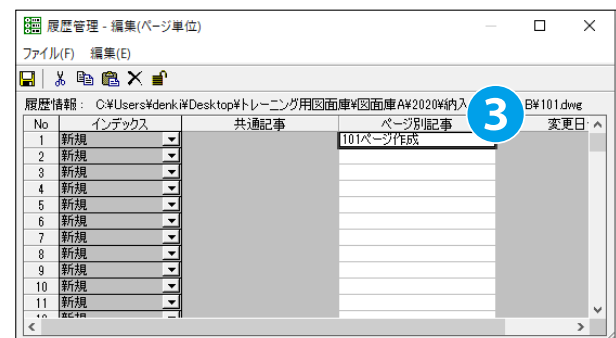 履歴管理 - 編集(ページ単位)
ファイル(F) 編集(E)
履歴情報： C:¥Users¥denki¥Desktop¥トレーニング用図面庫¥図面庫A¥2020¥納入 B¥101.dwg
3
No インデックス 共通記事 ページ別記事 変更日
1 新規 101ページ作成
2 新規
3 新規
4 新規
5 新規
6 新規
7 新規
8 新規
9 新規
10 新規
11 新規